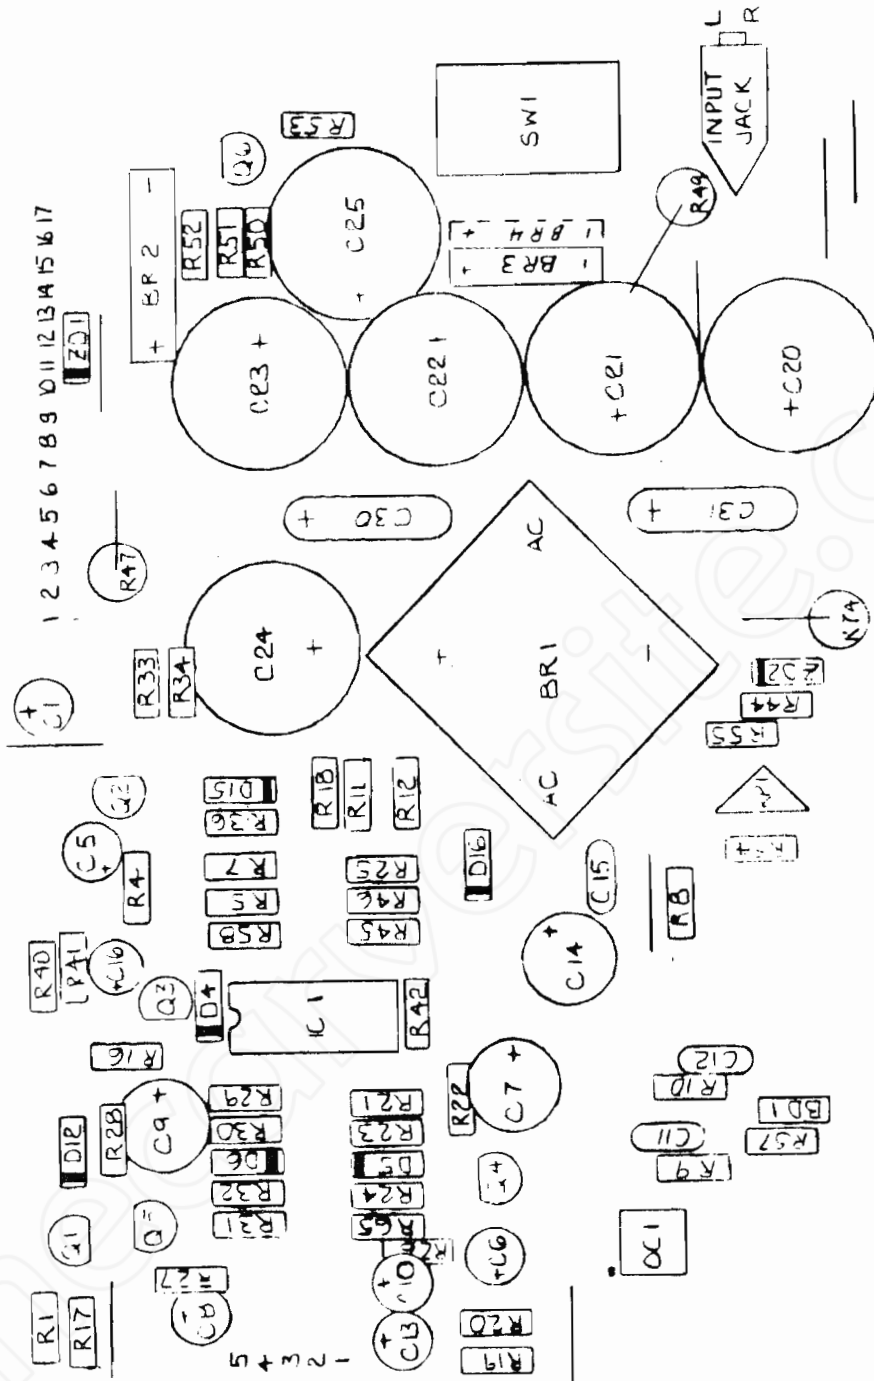 L
R
INPUT
JACK
SW1
R53
Q6
C25
+
BR 2
+
-
R52
R51
R50
+ BR4 -
+ BR3 -
R49
1 2 3 4 5 6 7 8 9 10 11 12 13 14 15 16 17
ZD1
C23 +
C22 +
+ C21
+ C20
R47
+ C30
+ C31
AC
+
BR1
-
AC
C24
+
R33
R34
+
C1
ZD2
R44
R55
Q2
C5
+
R4
D15
R36
R7
R5
R58
R18
R11
R12
R25
R46
R45
D16
C15
+
C14
R8
R40
R41
+C16
Q3
D4
IC1
R42
R16
D12
R28
C9 +
R29
R30
D6
R32
R31
R21
R23
D5
R24
R22
C7 +
C12
R10
C11
R9
BD1
R57
Q1
Q4
+C6
OC1
R27
+
C8
+
+
C13
R20
R19
R1
R17
5 4 3 2 1